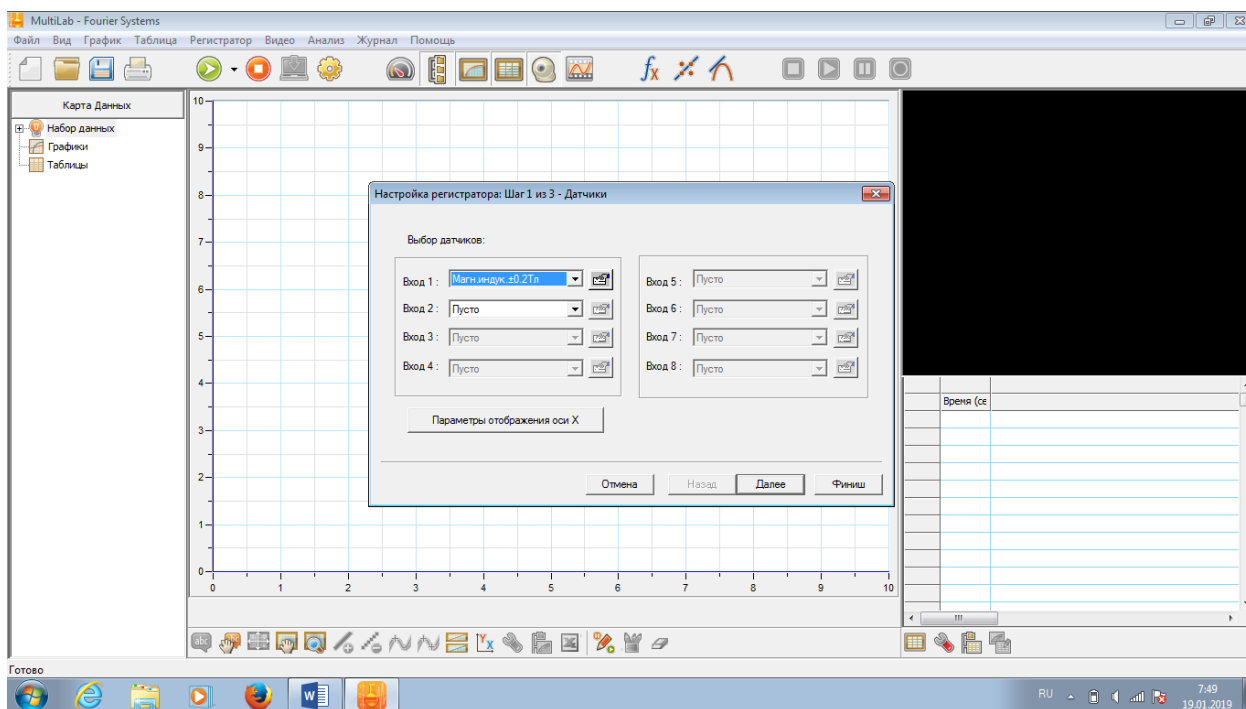 MultiLab - Fourier Systems
Файл Вид График Таблица Регистратор Видео Анализ Журнал Помощь
Карта Данных
Набор данных
Графики
Таблицы
10
9
8
7
6
5
4
3
2
1
0
0 1 2 3 4 5 6 7 8 9 10
Настройка регистратора: Шаг 1 из 3 - Датчики
Выбор датчиков:
Вход 1 : Магн.индук.±0.2Тл
Вход 2 : Пусто
Вход 3 : Пусто
Вход 4 : Пусто
Вход 5 : Пусто
Вход 6 : Пусто
Вход 7 : Пусто
Вход 8 : Пусто
Параметры отображения оси X
Отмена Назад Далее Финиш
Время (се
Готово
RU
7:49
19.01.2019